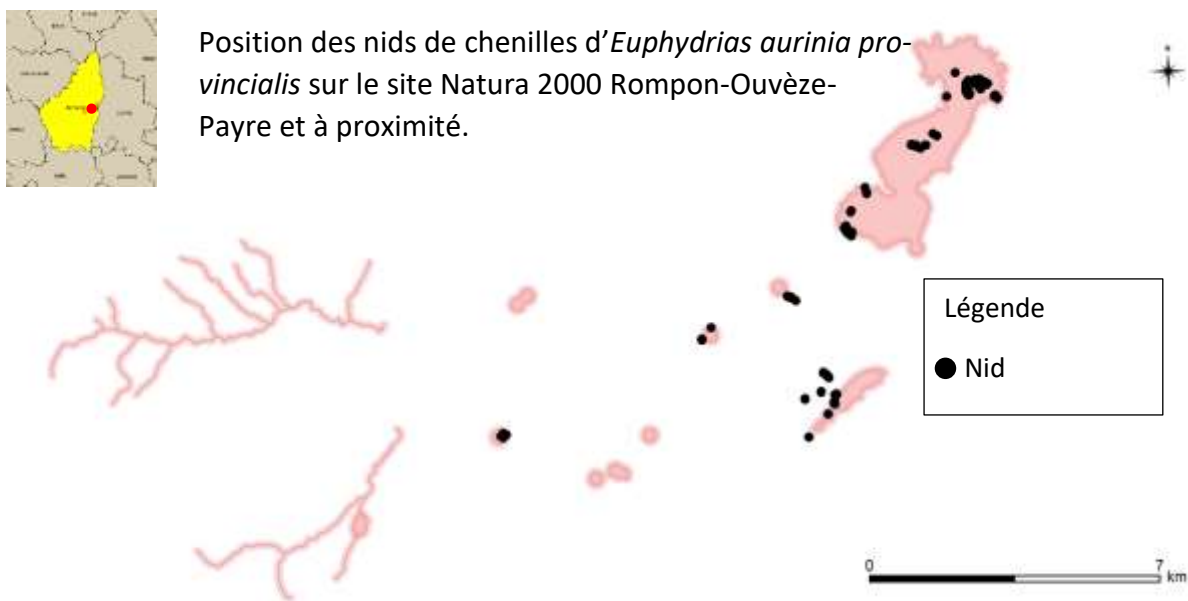 Position des nids de chenilles d’Euphydrias aurinia pro-
vincialis sur le site Natura 2000 Rompon-Ouvèze-
Payre et à proximité.
Légende
Nid
0 7
km